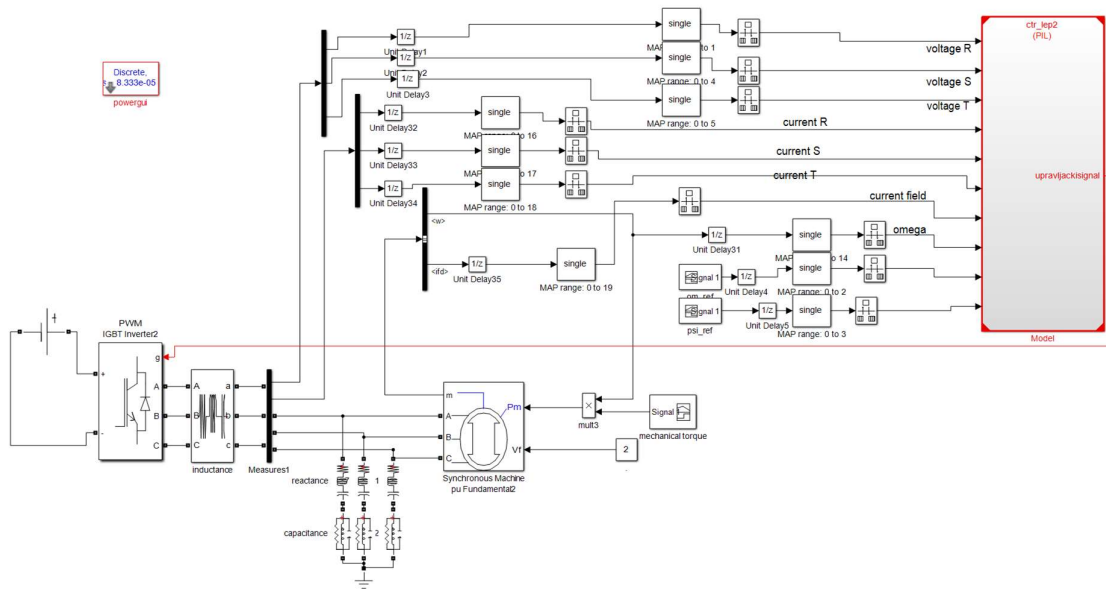 ctr_lep2
(PIL)
voltage R
voltage S
voltage T
current R
current S
current T
current field
omega
upravljackisignal
Model
Discrete,
8.333e-05
powergui
1/z
Unit Delay1
1/z
Unit Delay2
1/z
Unit Delay3
single
single
MAP range: 0 to 4
single
MAP range: 0 to 5
1/z
Unit Delay32
single
MAP range: 0 to 16
1/z
Unit Delay33
single
1/z
Unit Delay34
single
MAP range: 0 to 18
<w>
<ifd>
1/z
Unit Delay35
single
MAP range: 0 to 19
1/z
Unit Delay31
single
Signal 1
om_ref
1/z
Unit Delay4
single
MAP range: 0 to 2
Signal 1
psi_ref
1/z
Unit Delay5
single
MAP range: 0 to 3
PWM
IGBT Inverter2
g
+
-
A
B
C
A
B
C
a
b
c
inductance
Measures1
m
A
B
C
Pm
Vf
Synchronous Machine
pu Fundamental2
×
mult3
Signal 1
mechanical torque
2
reactance
1
capacitance
2